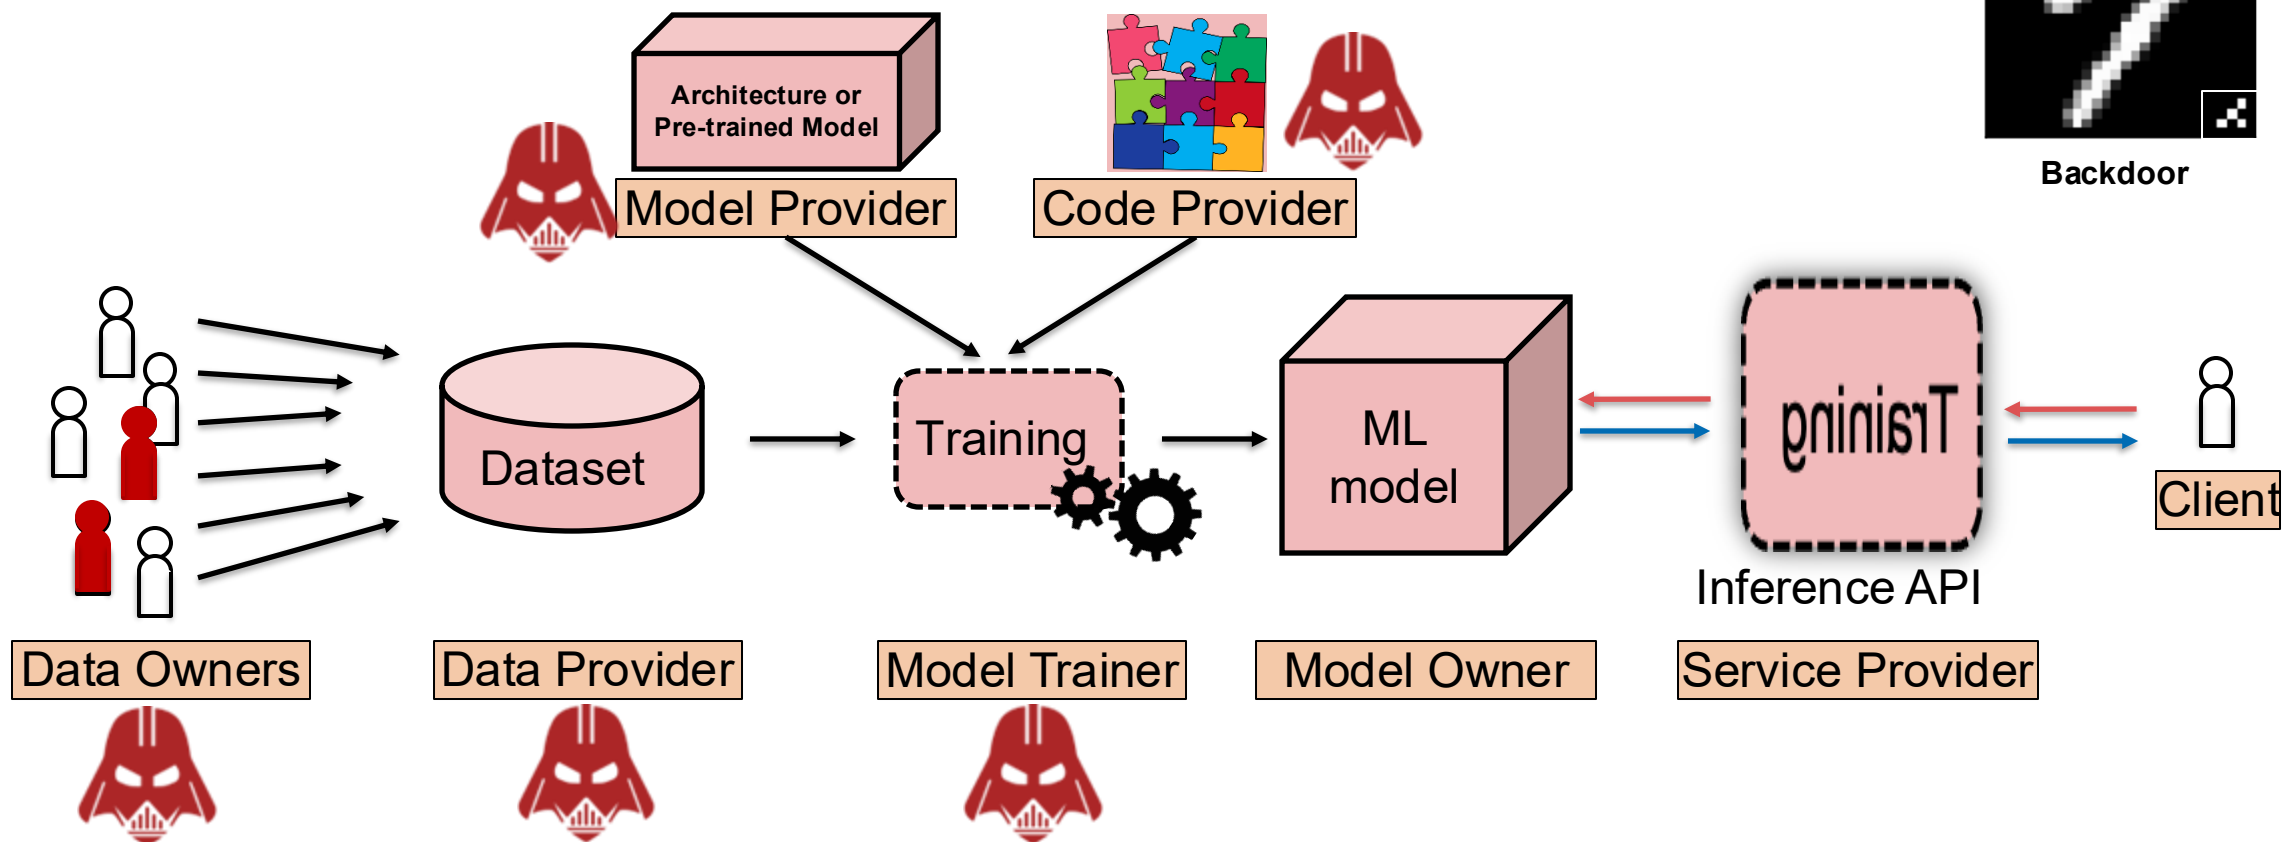 Architecture or
Pre-trained Model
Model Provider
Code Provider
Backdoor
Dataset
Training
ML
model
Training
Inference API
Client
Data Owners
Data Provider
Model Trainer
Model Owner
Service Provider